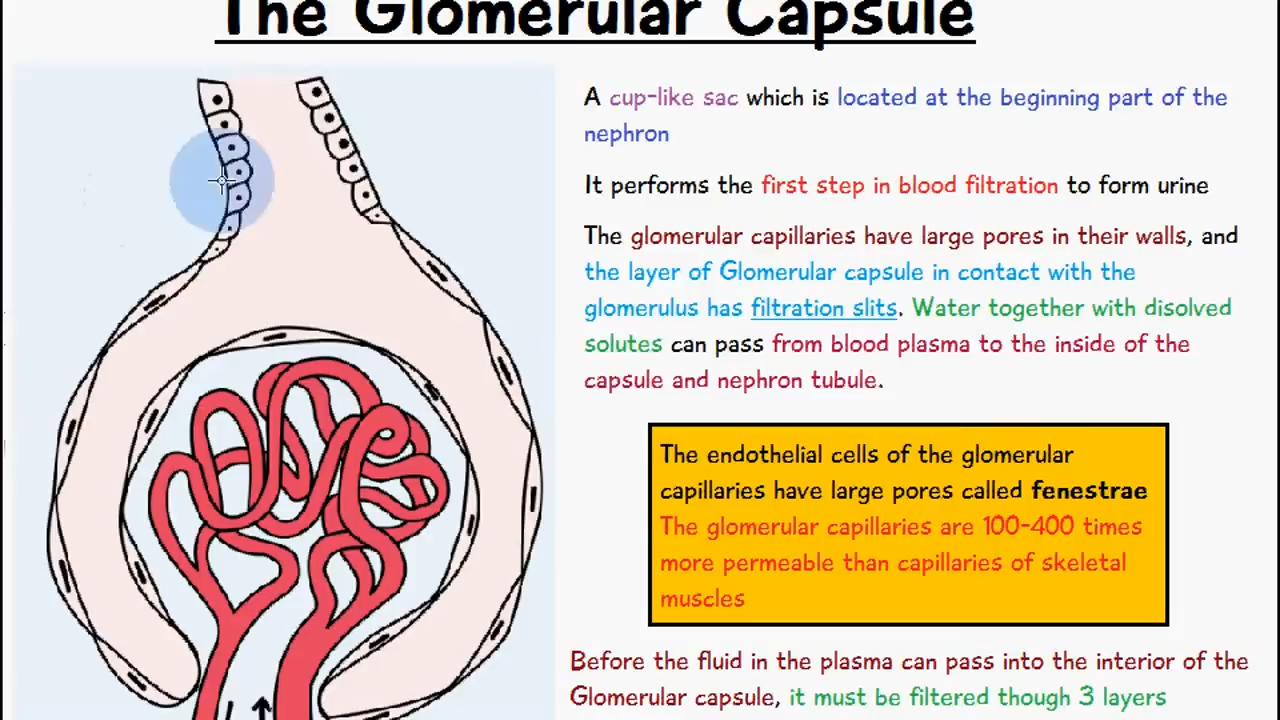 The Glomerular Capsule
A cup-like sac which is located at the beginning part of the
nephron
It performs the first step in blood filtration to form urine
The glomerular capillaries have large pores in their walls, and
the layer of Glomerular capsule in contact with the
glomerulus has filtration slits. Water together with disolved
solutes can pass from blood plasma to the inside of the
capsule and nephron tubule.
The endothelial cells of the glomerular
capillaries have large pores called fenestrae
The glomerular capillaries are 100-400 times
more permeable than capillaries of skeletal
muscles
Before the fluid in the plasma can pass into the interior of the
Glomerular capsule, it must be filtered though 3 layers